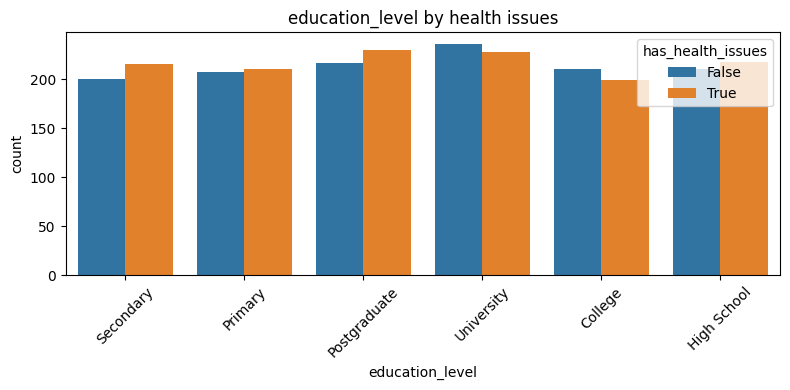 education_level by health issues
has_health_issues
False
True
count
200
150
100
50
0
Secondary
Primary
Postgraduate
University
College
High School
education_level